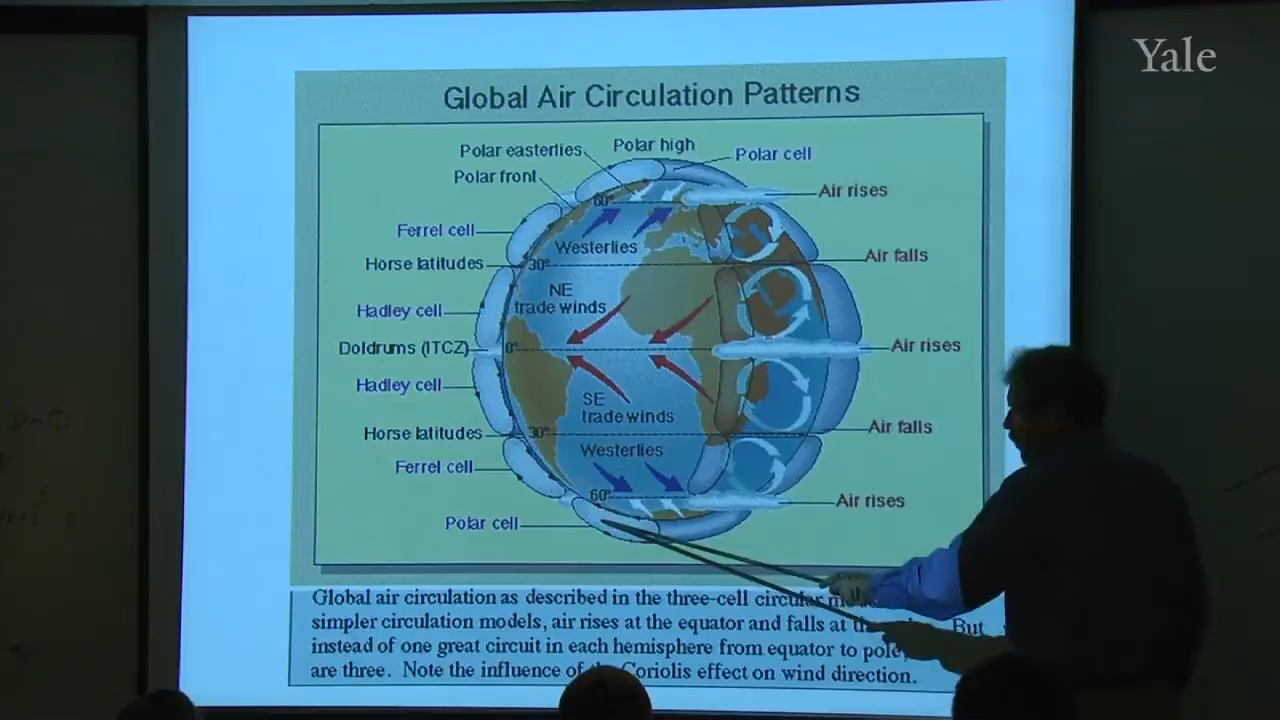 Yale
Global Air Circulation Patterns
Polar high
Polar easterlies
Polar cell
Polar front
Air rises
60°
Ferrel cell
Westerlies
Air falls
Horse latitudes
30°
NE
trade winds
Hadley cell
Doldrums (ITCZ)
0°
Air rises
Hadley cell
SE
trade winds
Air falls
Horse latitudes
30°
Westerlies
Ferrel cell
60°
Air rises
Polar cell
Global air circulation as described in the three-cell circular
simpler circulation models, air rises at the equator and falls at But
instead of one great circuit in each hemisphere from equator to pole,
are three. Note the influence of Coriolis effect on wind direction.